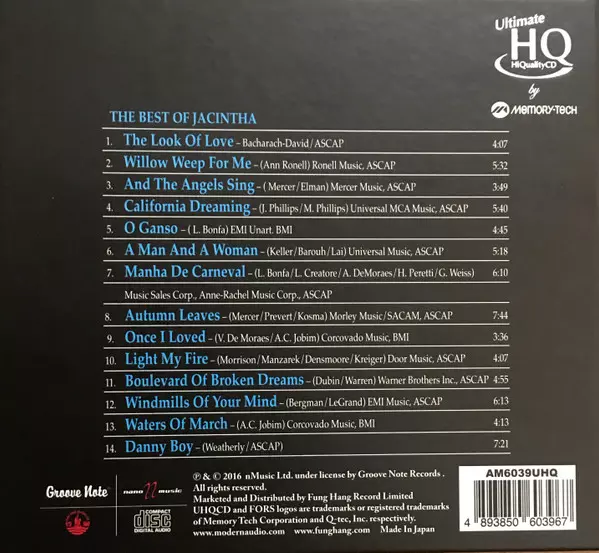 Ultimate
HQ
HiQualityCD
by
MEMORY-TECH
THE BEST OF JACINTHA
1. The Look Of Love – Bacharach-David/ASCAP 4:07
2. Willow Weep For Me – (Ann Ronell) Ronell Music, ASCAP 5:32
3. And The Angels Sing – ( Mercer/Elman) Mercer Music, ASCAP 3:49
4. California Dreaming – (J. Phillips/M. Phillips) Universal MCA Music, ASCAP 5:40
5. O Ganso – ( L. Bonfa) EMI Unart. BMI 4:45
6. A Man And A Woman – (Keller/Barouh/Lai) Universal Music, ASCAP 5:18
7. Manha De Carneval – (L. Bonfa/L. Creatore/A. DeMoraes/H. Peretti/G. Weiss) 6:10
Music Sales Corp., Anne-Rachel Music Corp., ASCAP
8. Autumn Leaves – (Mercer/Prevert/Kosma) Morley Music/SACAM, ASCAP 7:44
9. Once I Loved – (V. De Moraes/A.C. Jobim) Corcovado Music, BMI 3:36
10. Light My Fire – (Morrison/Manzarek/Densmoore/Kreiger) Door Music, ASCAP 4:07
11. Boulevard Of Broken Dreams – (Dubin/Warren) Warner Brothers Inc., ASCAP 4:55
12. Windmills Of Your Mind – (Bergman/LeGrand) EMI Music, ASCAP 6:13
13. Waters Of March – (A.C. Jobim) Corcovado Music, BMI 4:13
14. Danny Boy – (Weatherly/ASCAP) 7:21
Groove Note
nano n music
COMPACT
disc
DIGITAL AUDIO
℗ & © 2016 nMusic Ltd. under license by Groove Note Records .
All rights reserved.
Marketed and Distributed by Fung Hang Record Limited
UHQCD and FORS logos are trademarks or registered trademarks
of Memory Tech Corporation and Q-tec, Inc. respectively.
www.modernaudio.com www.funghang.com Made In Japan
AM6039UHQ
4 893850 603967